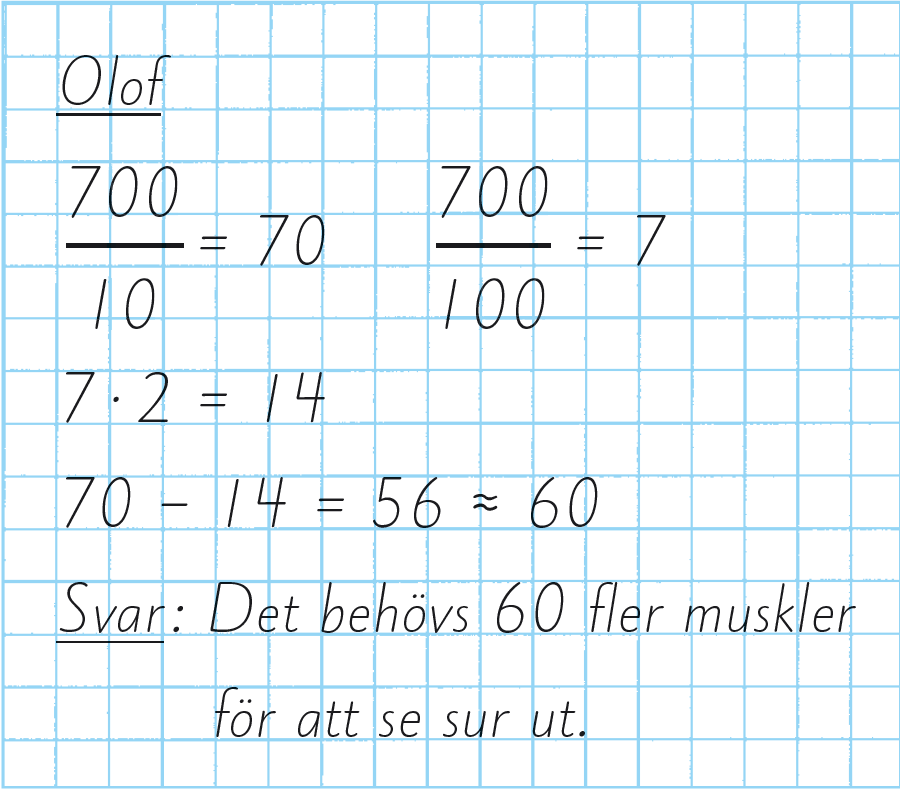 Olof
700/10 = 70    700/100 = 7
7 · 2 = 14
70 – 14 = 56 ≈ 60
Svar: Det behövs 60 fler muskler
för att se sur ut.